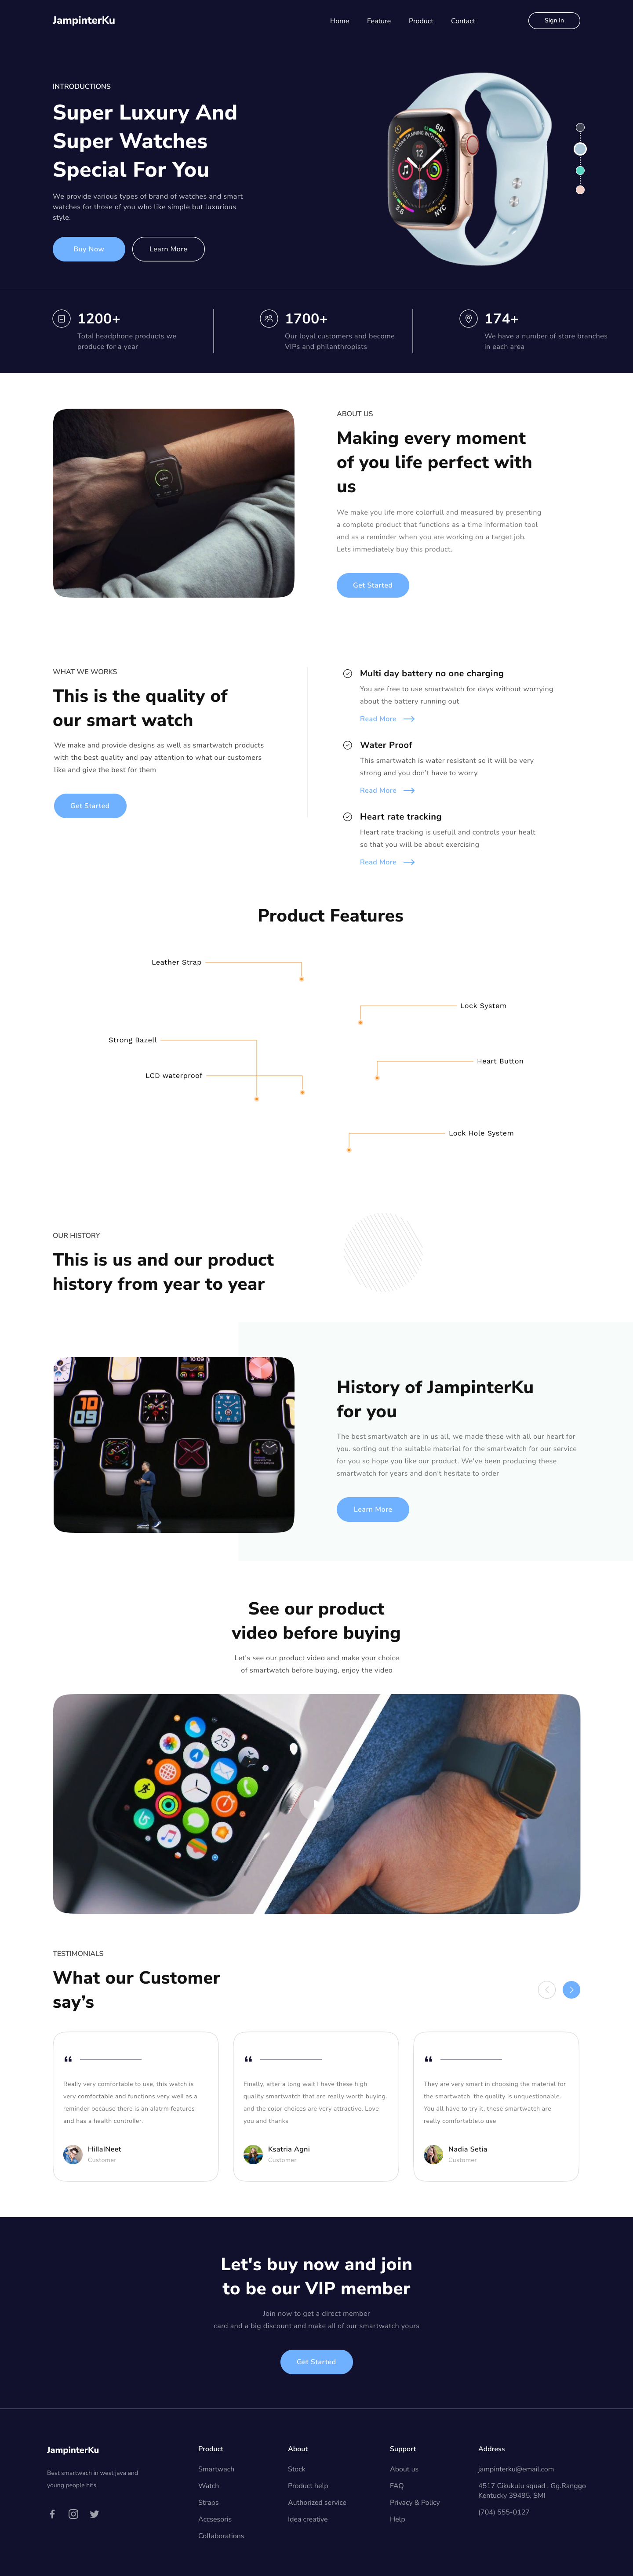 JampinterKu
Home Feature Product Contact
Sign In
INTRODUCTIONS
Super Luxury And
Super Watches
Special For You
We provide various types of brand of watches and smart
watches for those of you who like simple but luxurious
style.
Buy Now
Learn More
68°
NYC
1200+
Total headphone products we
produce for a year
1700+
Our loyal customers and become
VIPs and philanthropists
174+
We have a number of store branches
in each area
ABOUT US
Making every moment
of you life perfect with
us
We make you life more colorfull and measured by presenting
a complete product that functions as a time information tool
and as a reminder when you are working on a target job.
Lets immediately buy this product.
Get Started
WHAT WE WORKS
This is the quality of
our smart watch
We make and provide designs as well as smartwatch products
with the best quality and pay attention to what our customers
like and give the best for them
Get Started
Multi day battery no one charging
You are free to use smartwatch for days without worrying
about the battery running out
Read More
Water Proof
This smartwatch is water resistant so it will be very
strong and you don't have to worry
Read More
Heart rate tracking
Heart rate tracking is usefull and controls your healt
so that you will be about exercising
Read More
Product Features
Leather Strap
Lock System
Strong Bazell
Heart Button
LCD waterproof
Lock Hole System
OUR HISTORY
This is us and our product
history from year to year
10:09
10
09
History of JampinterKu
for you
The best smartwatch are in us all, we made these with all our heart for
you. sorting out the suitable material for the smartwatch for our service
for you so hope you like our product. We've been producing these
smartwatch for years and don't hesitate to order
Learn More
See our product
video before buying
Let's see our product video and make your choice
of smartwatch before buying, enjoy the video
25
TESTIMONIALS
What our Customer
say's
Really very comfortable to use, this watch is
very comfortable and functions very well as a
reminder because there is an alatrm features
and has a health controller.
HillalNeet
Customer
Finally, after a long wait I have these high
quality smartwatch that are really worth buying,
and the color choices are very attractive. Love
you and thanks
Ksatria Agni
Customer
They are very smart in choosing the material for
the smartwatch, the quality is unquestionable.
You all have to try it, these smartwatch are
really comfortableto use
Nadia Setia
Customer
Let's buy now and join
to be our VIP member
Join now to get a direct member
card and a big discount and make all of our smartwatch yours
Get Started
JampinterKu
Best smartwach in west java and
young people hits
Product
Smartwach
Watch
Straps
Accsesoris
Collaborations
About
Stock
Product help
Authorized service
Idea creative
Support
About us
FAQ
Privacy & Policy
Help
Address
jampinterku@email.com
4517 Cikukulu squad , Gg.Ranggo
Kentucky 39495, SMI
(704) 555-0127